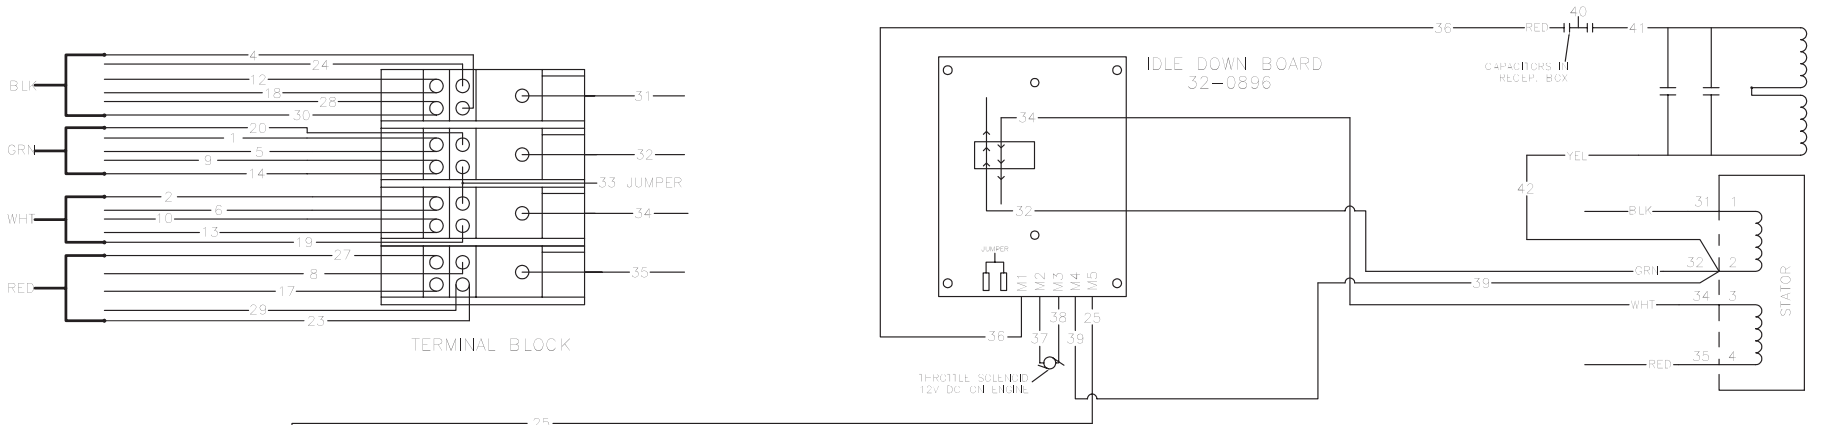 BLK
4
24
12
18
28
30
GRN
20
1
5
9
14
WHT
2
6
10
13
19
RED
27
8
17
29
23
31
32
33 JUMPER
34
35
TERMINAL BLOCK
IDLE DOWN BOARD
32-0896
34
32
JUMPER
M1
M2
M3
M4
M5
36
37
38
39
25
THROTTLE SOLENOID
12V DC ON ENGINE
25
36
RED
40
41
CAPACITORS IN
RECEP. BOX
YEL
42
BLK
31
1
GRN
32
2
39
WHT
34
3
RED
35
4
STATOR